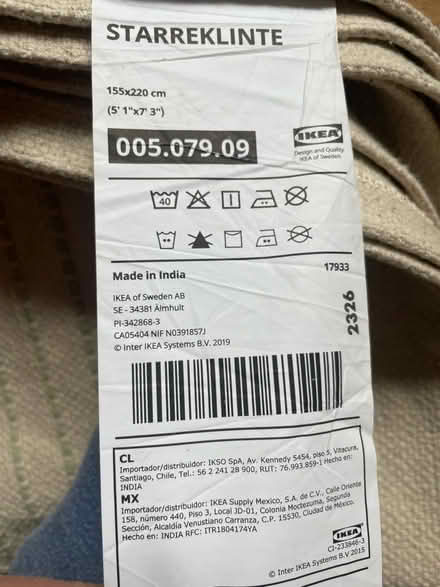 STARREKLINTE
155x220 cm
(5' 1"x7' 3")
005.079.09
IKEA
Design and Quality
IKEA of Sweden
40
Made in India
17933
IKEA of Sweden AB
SE - 34381 Älmhult
PI-342868-3
CA05404 NIF N0391857J
© Inter IKEA Systems B.V. 2019
2326
CL
Importador/distribuidor: IKSO SpA, Av. Kennedy 5454, piso 5, Vitacura,
Santiago, Chile, Tel.: 56 2 241 28 900, RUT: 76.993.859-1 Hecho en:
INDIA
MX
Importador/distribuidor: IKEA Supply Mexico, S.A. de C.V., Calle Oriente
158, número 440, Piso 3, Local JD-01, Colonia Moctezuma, Segunda
Sección, Alcaldía Venustiano Carranza, C.P. 15530, Ciudad de México.
Hecho en: INDIA RFC: ITR1804174YA
IKEA
CI-233846-3
© Inter IKEA Systems B.V 2015